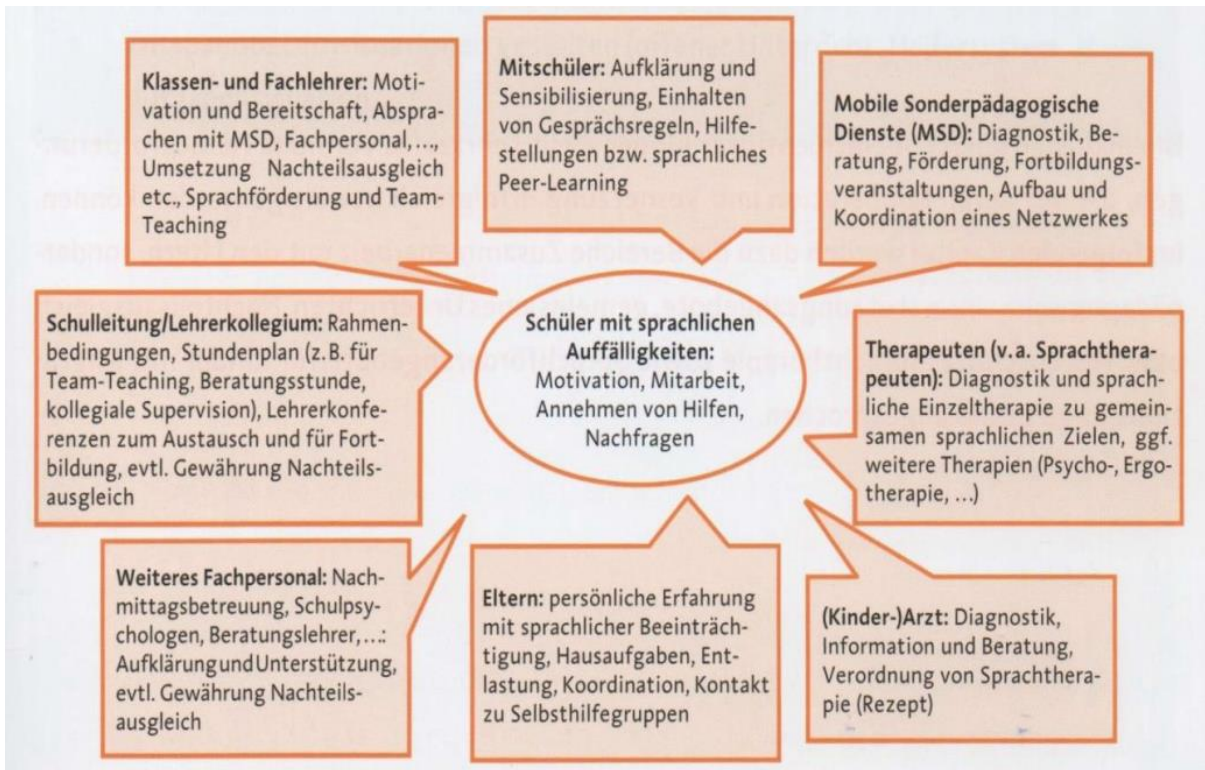 Klassen- und Fachlehrer: Moti-
vation und Bereitschaft, Abspra-
chen mit MSD, Fachpersonal, ...,
Umsetzung Nachteilsausgleich
etc., Sprachförderung und Team-
Teaching
Mitschüler: Aufklärung und
Sensibilisierung, Einhalten
von Gesprächsregeln, Hilfe-
stellungen bzw. sprachliches
Peer-Learning
Mobile Sonderpädagogische
Dienste (MSD): Diagnostik, Be-
ratung, Förderung, Fortbildungs-
veranstaltungen, Aufbau und
Koordination eines Netzwerkes
Schulleitung/Lehrerkollegium: Rahmen-
bedingungen, Stundenplan (z. B. für
Team-Teaching, Beratungsstunde,
kollegiale Supervision), Lehrerkonfe-
renzen zum Austausch und für Fort-
bildung, evtl. Gewährung Nachteils-
ausgleich
Schüler mit sprachlichen
Auffälligkeiten:
Motivation, Mitarbeit,
Annehmen von Hilfen,
Nachfragen
Therapeuten (v. a. Sprachthera-
peuten): Diagnostik und sprach-
liche Einzeltherapie zu gemein-
samen sprachlichen Zielen, ggf.
weitere Therapien (Psycho-, Ergo-
therapie, ...)
Weiteres Fachpersonal: Nach-
mittagsbetreuung, Schulpsy-
chologen, Beratungslehrer, ...:
Aufklärung und Unterstützung,
evtl. Gewährung Nachteils-
ausgleich
Eltern: persönliche Erfahrung
mit sprachlicher Beeinträch-
tigung, Hausaufgaben, Ent-
lastung, Koordination, Kontakt
zu Selbsthilfegruppen
(Kinder-)Arzt: Diagnostik,
Information und Beratung,
Verordnung von Sprachthera-
pie (Rezept)